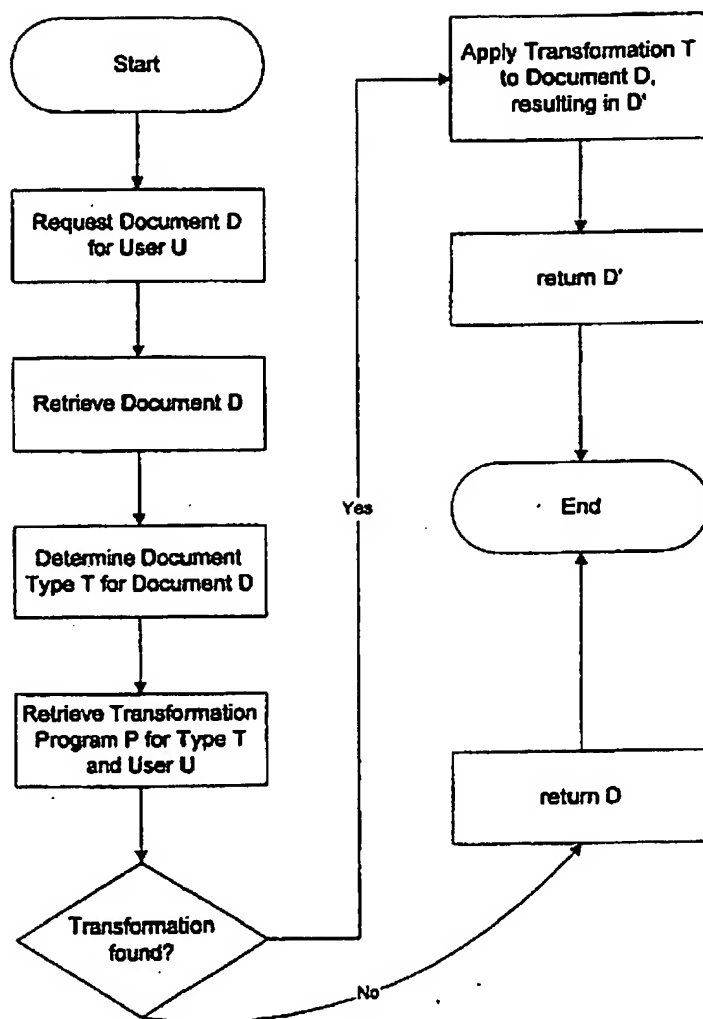 Start
Request Document D
for User U
Retrieve Document D
Determine Document
Type T for Document D
Retrieve Transformation
Program P for Type T
and User U
Transformation
found?
Yes
No
Apply Transformation T
to Document D,
resulting in D'
return D'
End
return D